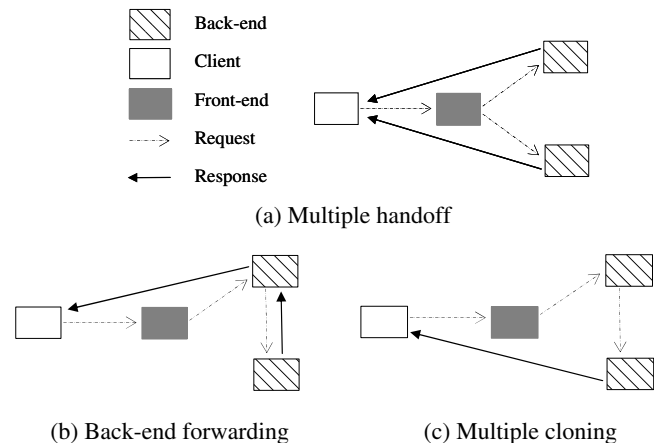 Back-end
Client
Front-end
Request
Response
(a) Multiple handoff
(b) Back-end forwarding
(c) Multiple cloning